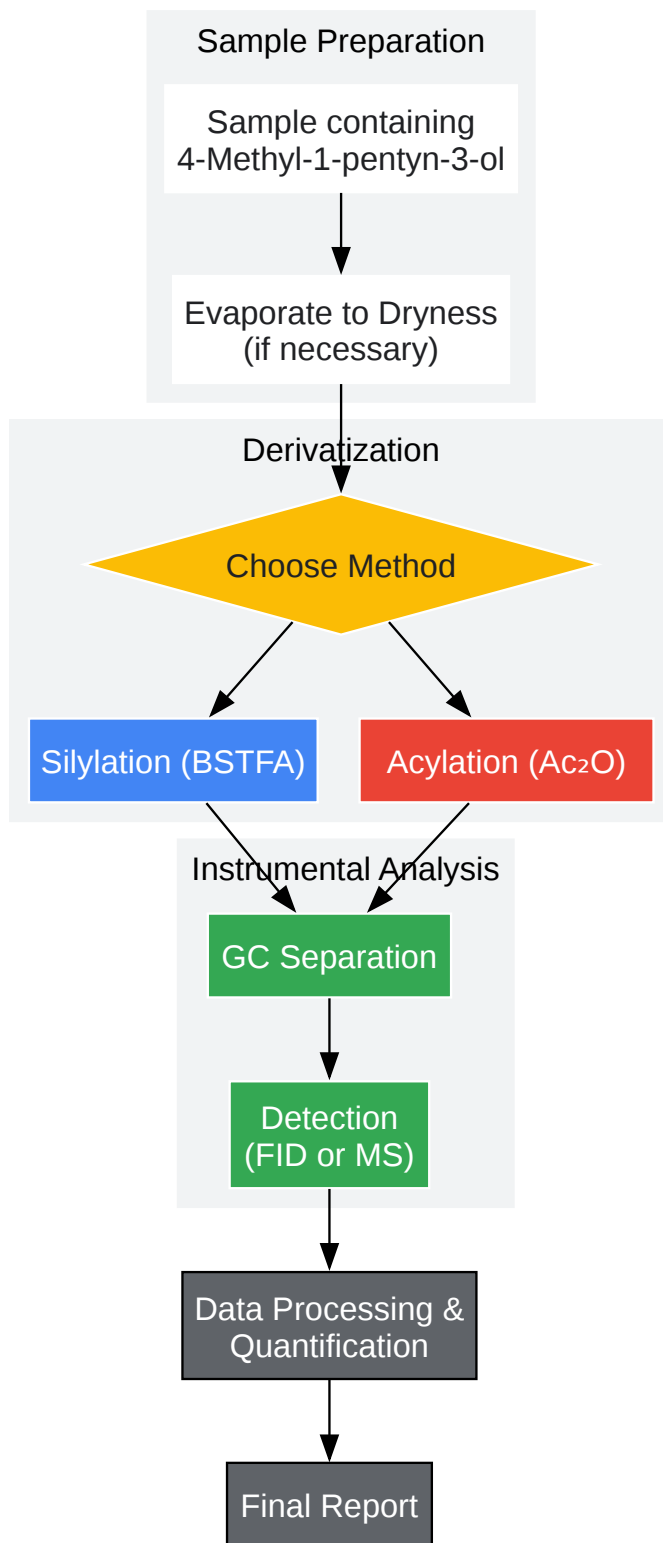 Sample Preparation
Sample containing
4-Methyl-1-pentyn-3-ol
Evaporate to Dryness
(if necessary)
Derivatization
Choose Method
Silylation (BSTFA)
Acylation (Ac₂O)
Instrumental Analysis
GC Separation
Detection
(FID or MS)
Data Processing &
Quantification
Final Report